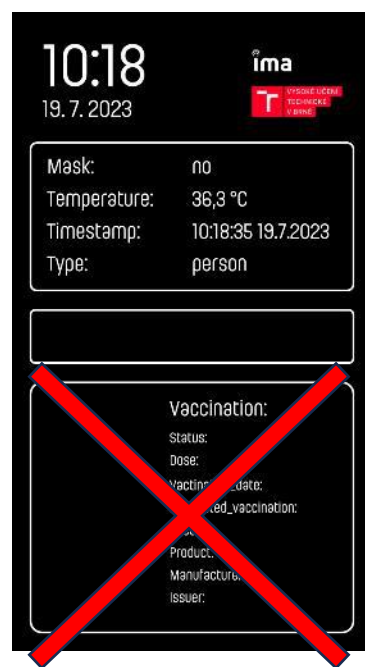 10:18
19. 7. 2023
ima
VYSOKÉ UČENÍ
TECHNICKÉ
V BRNĚ
Mask: no
Temperature: 36,3 °C
Timestamp: 10:18:35 19.7.2023
Type: person
Vaccination:
Status:
Dose:
Product:
Manufacture
Issuer: